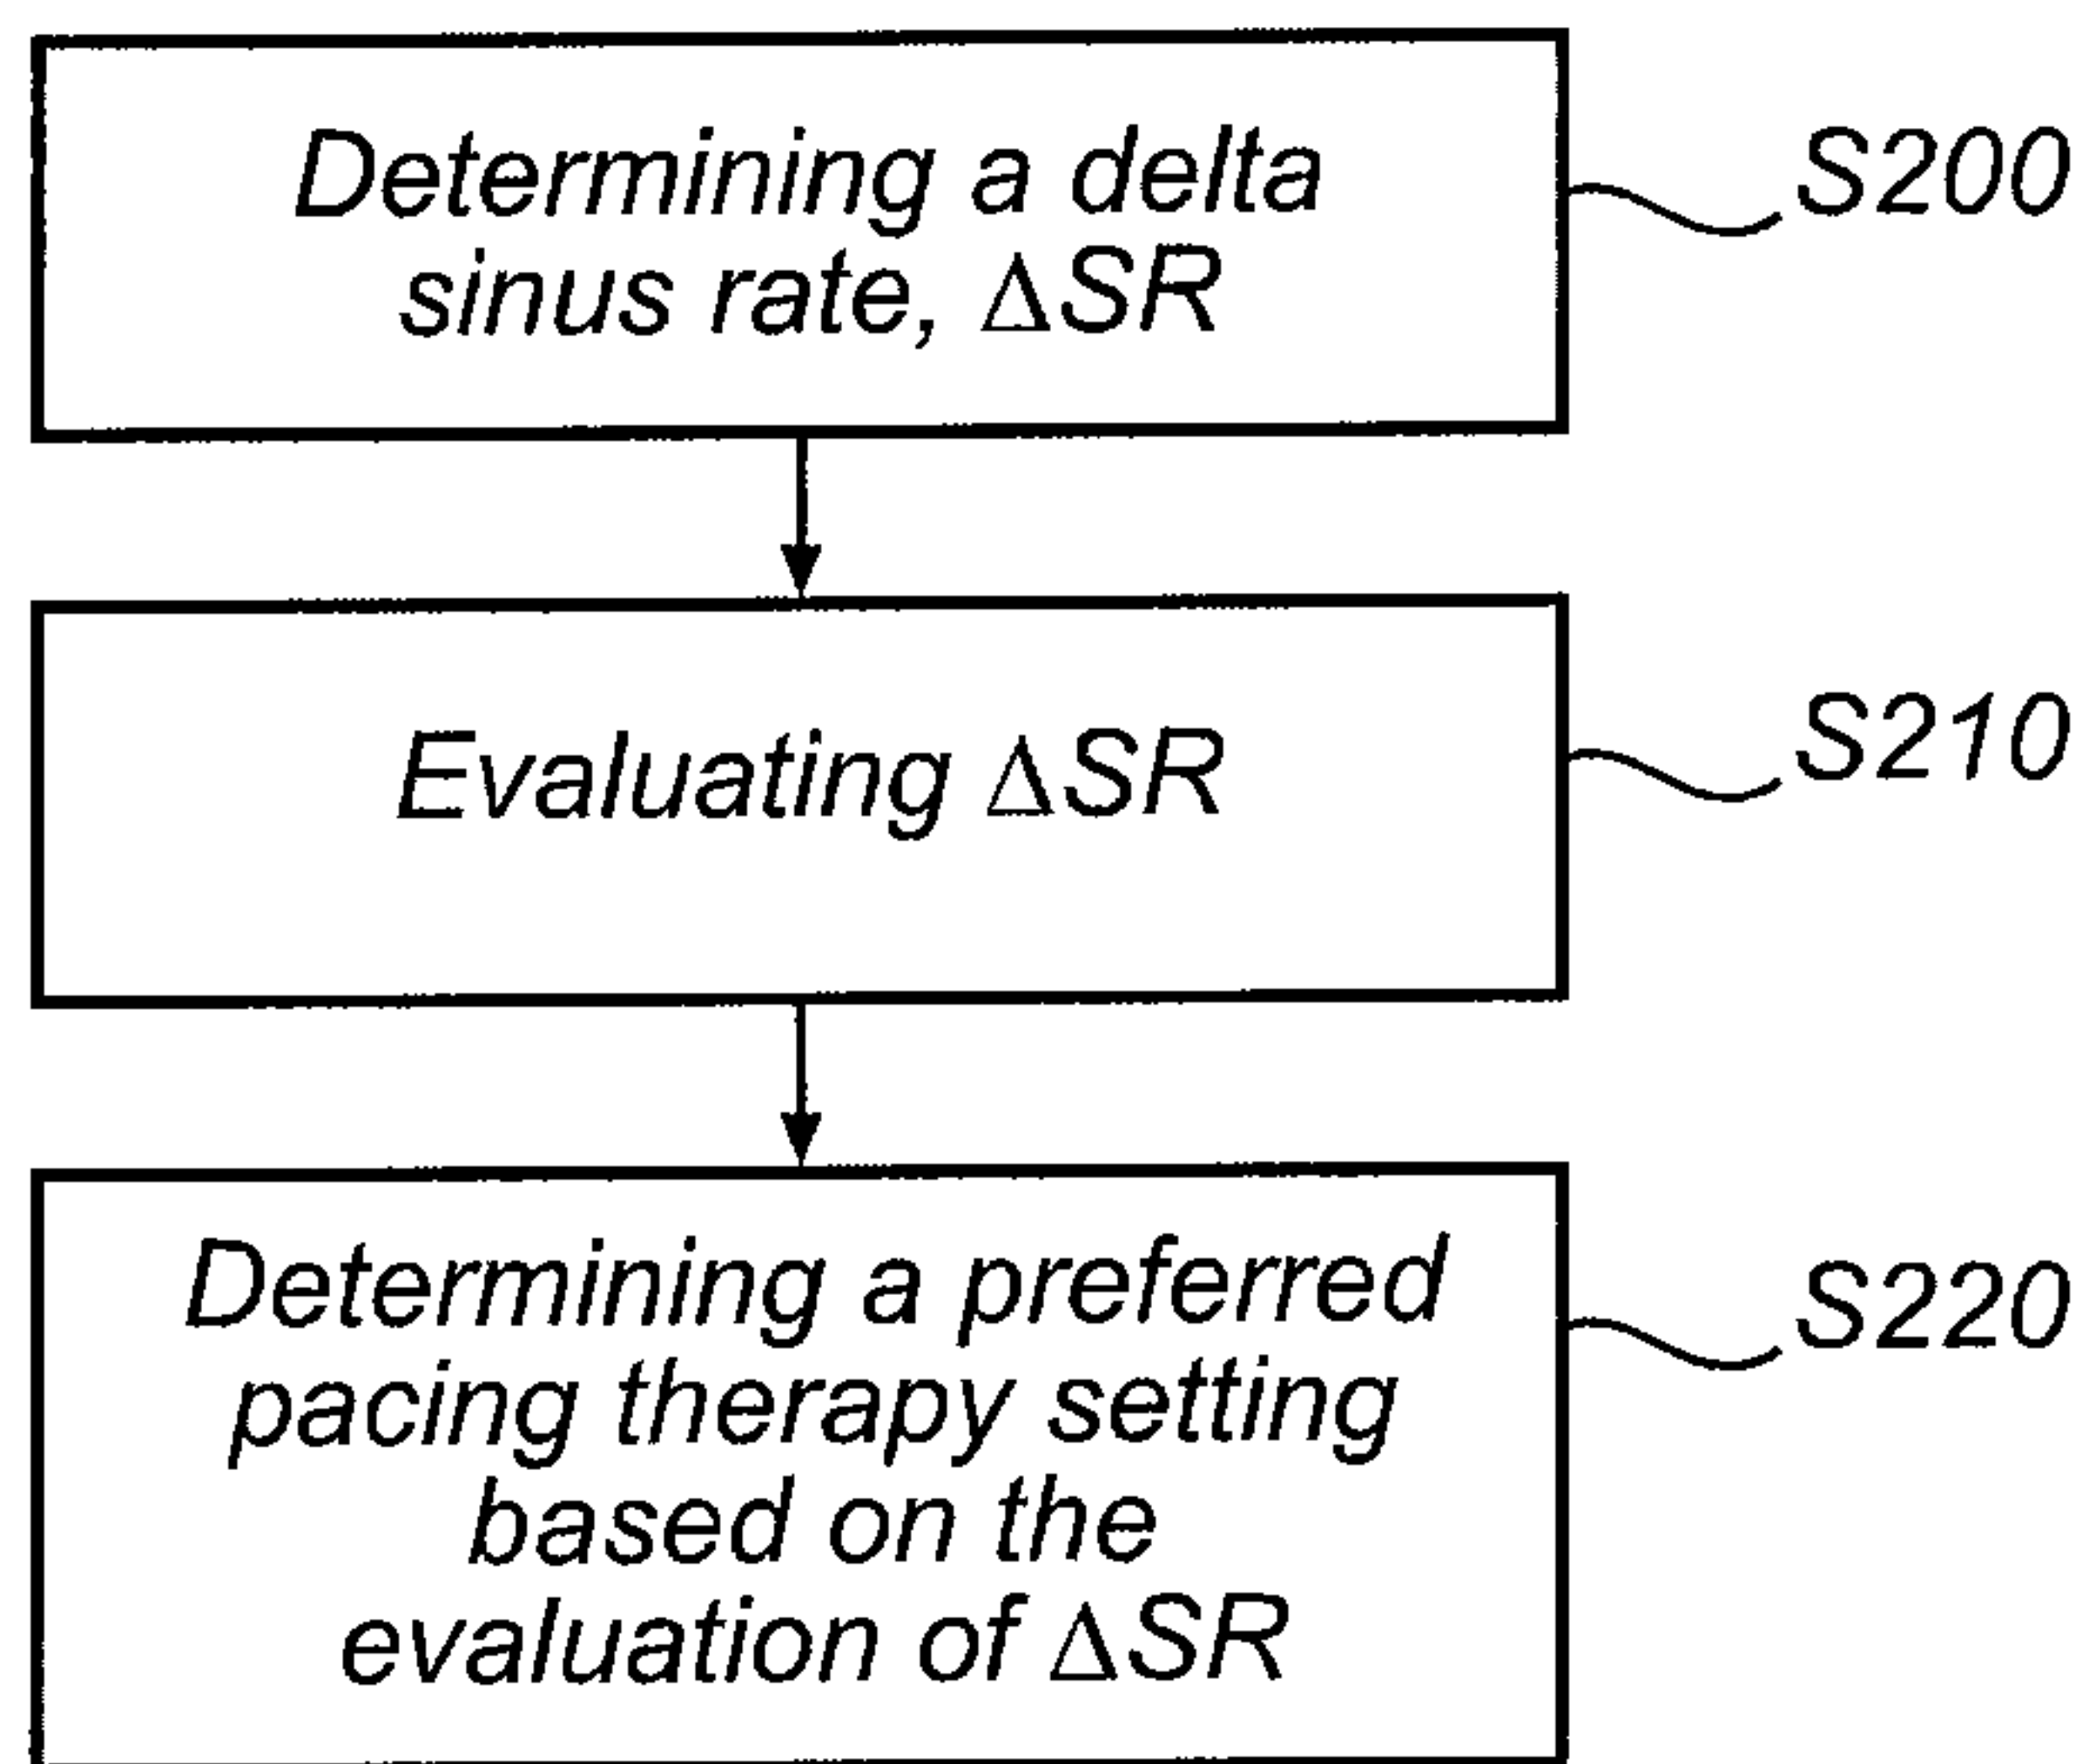 Determining a delta
sinus rate, ΔSR
S200
Evaluating ΔSR
S210
Determining a preferred
pacing therapy setting
based on the
evaluation of ΔSR
S220